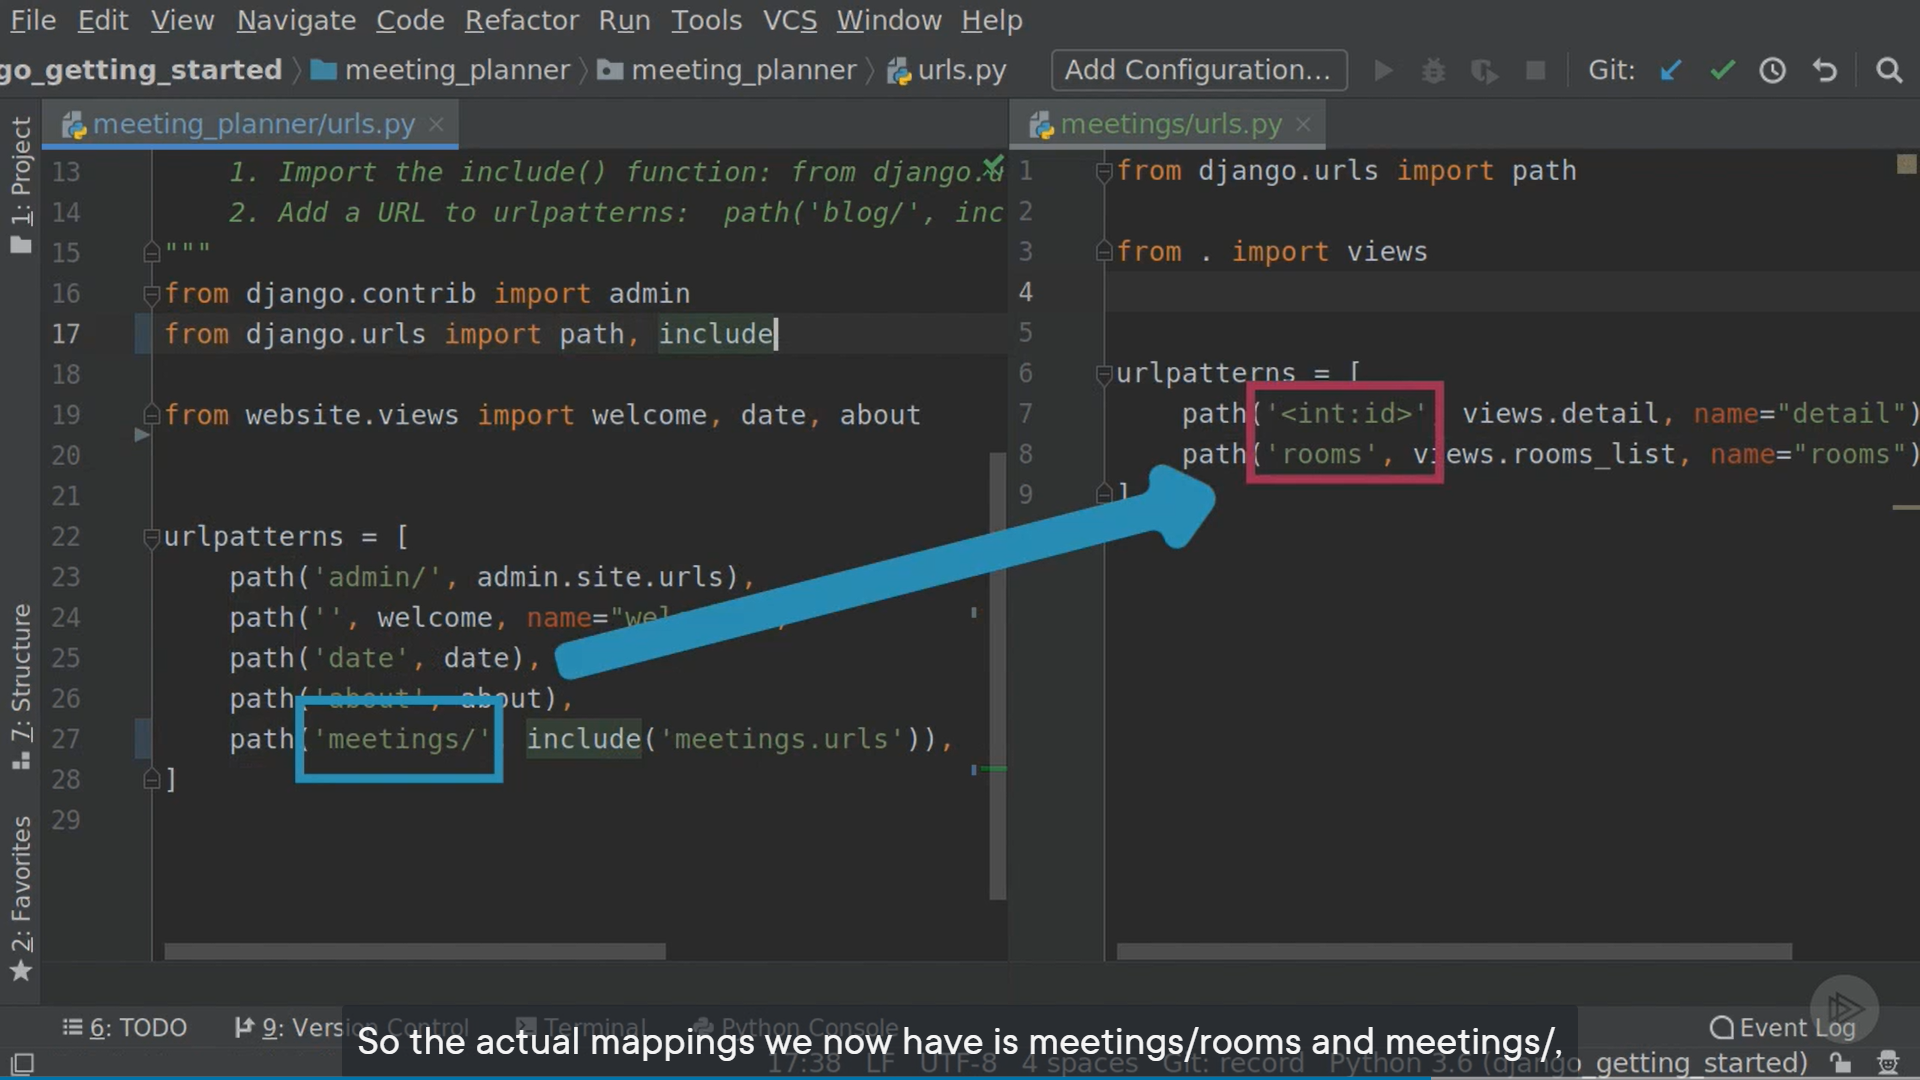 File Edit View Navigate Code Refactor Run Tools VCS Window Help
go_getting_started meeting_planner meeting_planner urls.py Add Configuration... Git:
meeting_planner/urls.py
13 1. Import the include() function: from django.u
14 2. Add a URL to urlpatterns: path('blog/', inc
15 """
16 from django.contrib import admin
17 from django.urls import path, include
18
19 from website.views import welcome, date, about
20
21
22 urlpatterns = [
23 path('admin/', admin.site.urls),
24 path('', welcome, name="wel
25 path('date', date),
26 path('about', about),
27 path('meetings/' include('meetings.urls')),
28 ]
29
meetings/urls.py
1 from django.urls import path
2
3 from . import views
4
5
6 urlpatterns = [
7 path('<int:id>' views.detail, name="detail")
8 path('rooms', views.rooms_list, name="rooms")
9 ]
1: Project
7: Structure
2: Favorites
6: TODO 9: Version Control Terminal Python Console Event Log
So the actual mappings we now have is meetings/rooms and meetings/,
17:38 LF UTF-8 4 spaces Git: record Python 3.6 (django_getting_started)